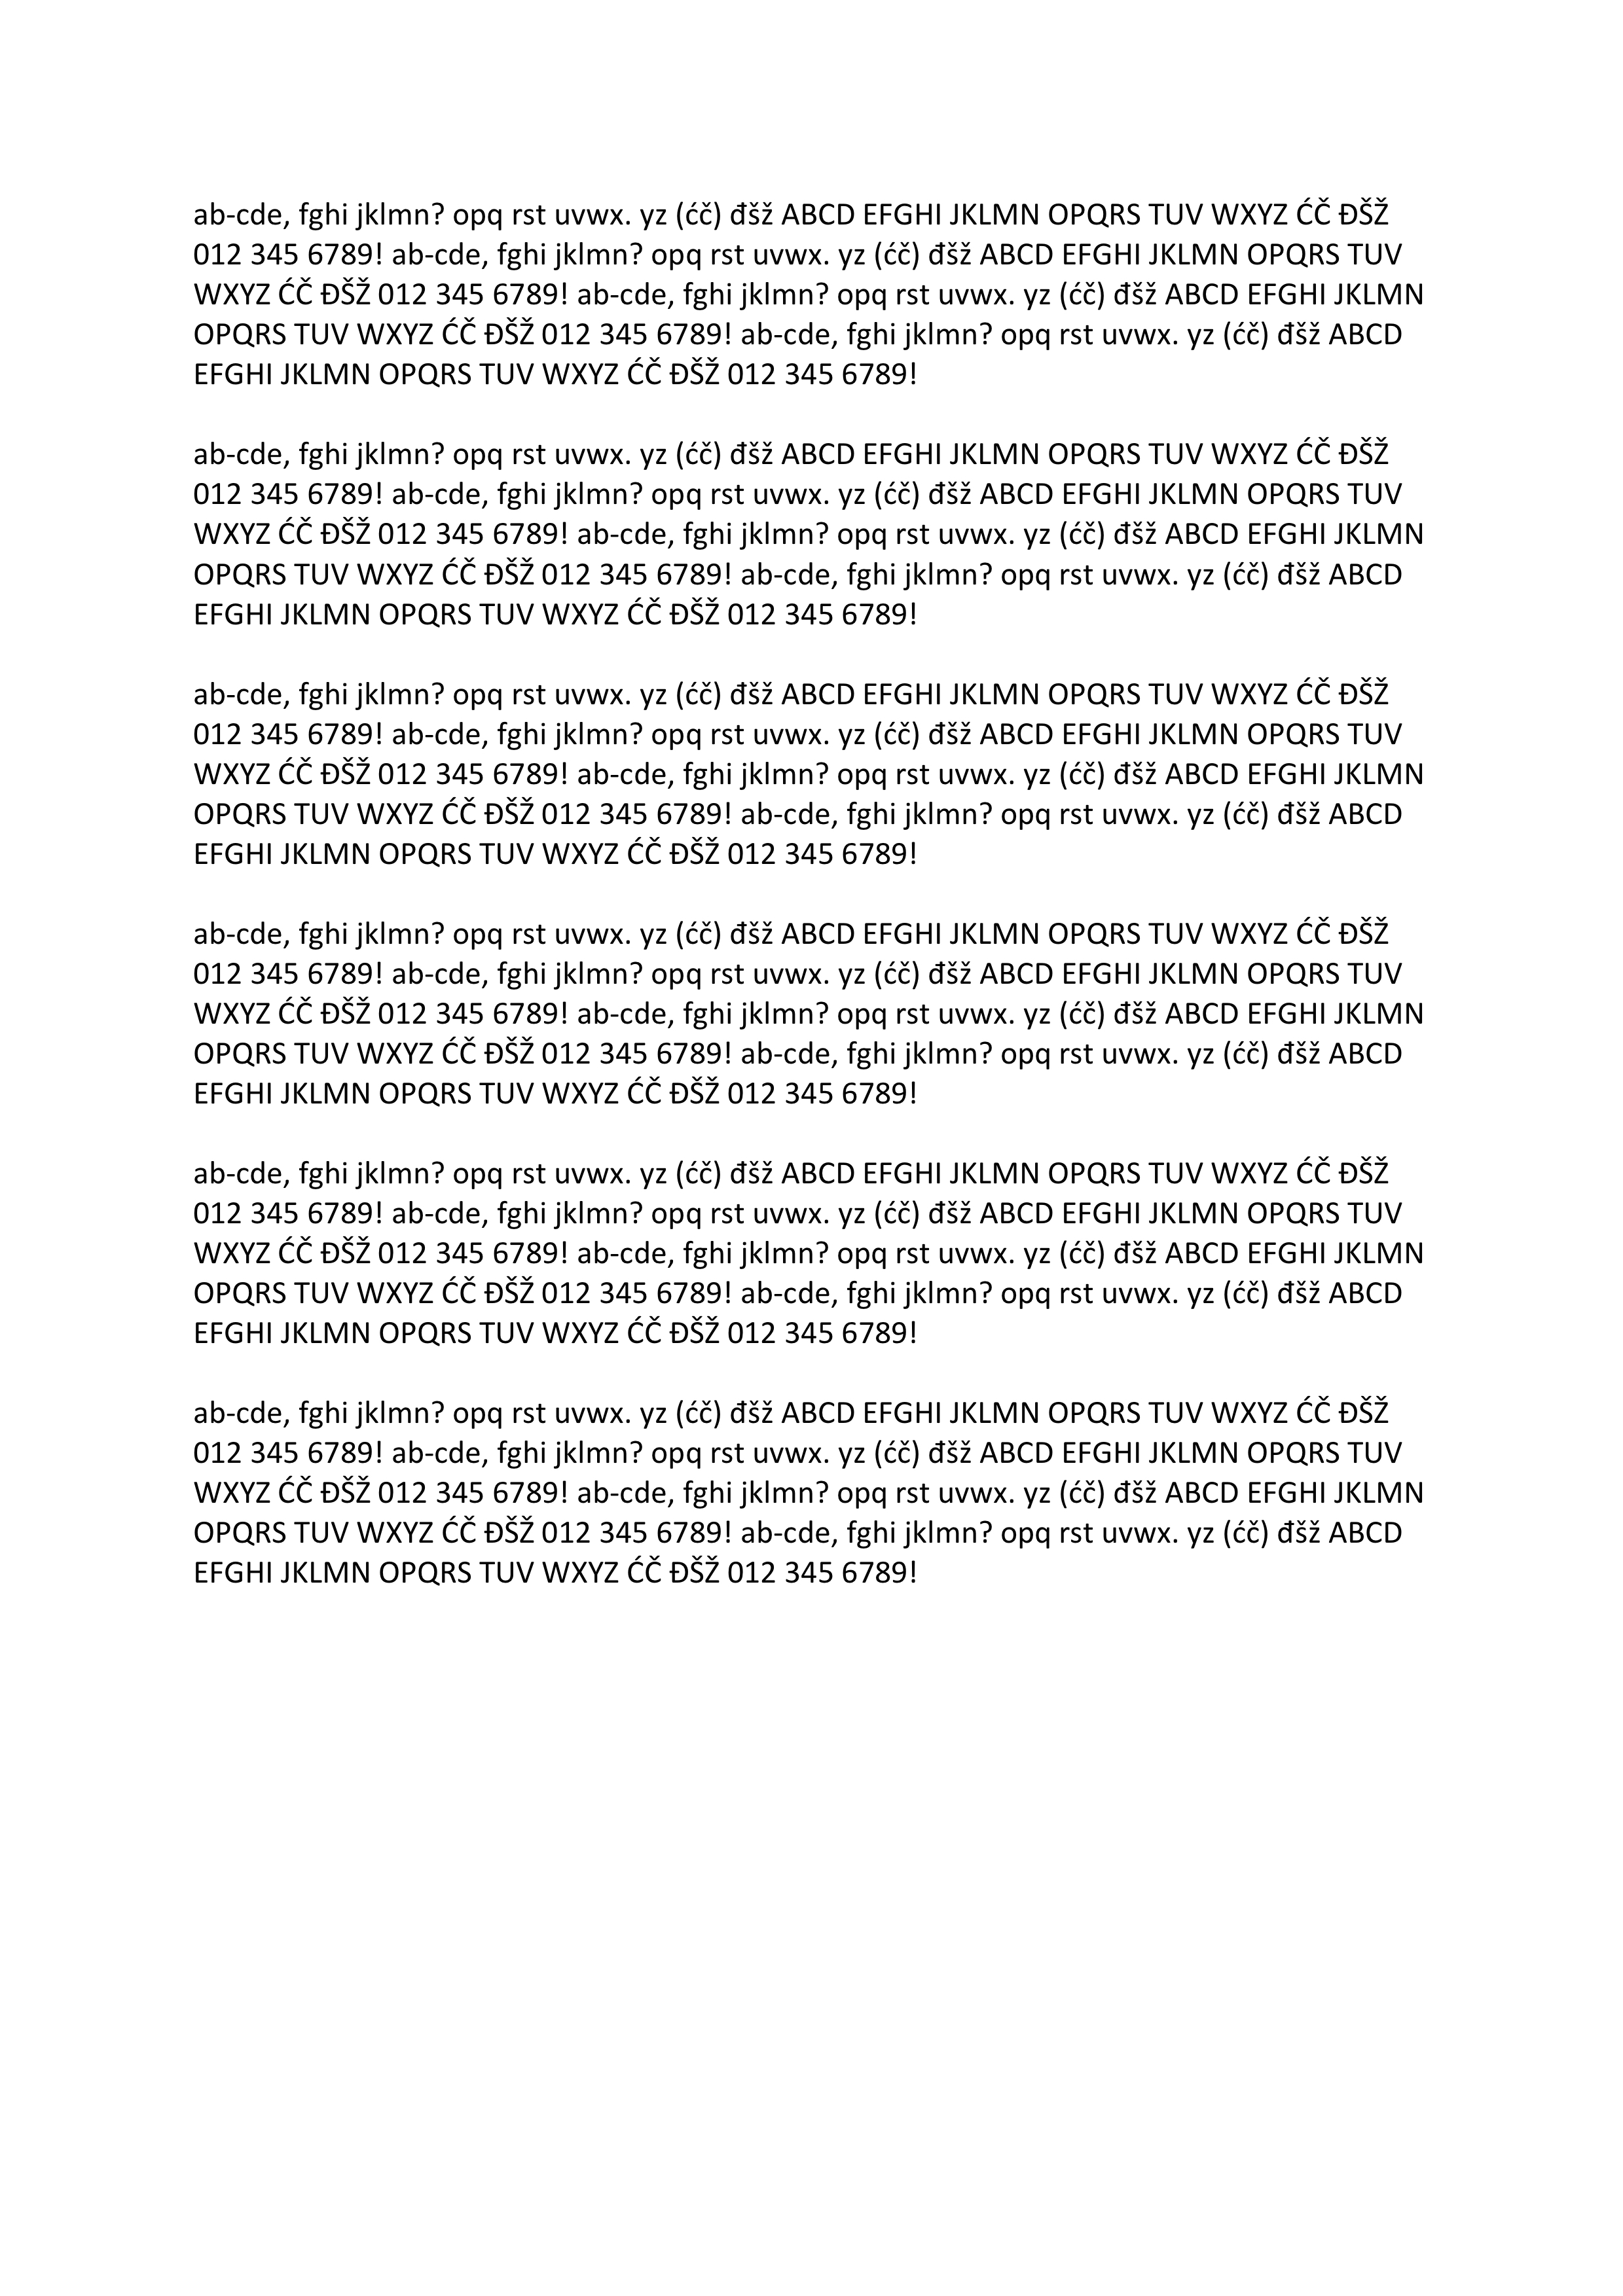 ab-cde, fghi jklmn? opq rst uvwx. yz (ćč) đšž ABCD EFGHI JKLMN OPQRS TUV WXYZ ĆČ ĐŠŽ
012 345 6789! ab-cde, fghi jklmn? opq rst uvwx. yz (ćč) đšž ABCD EFGHI JKLMN OPQRS TUV
WXYZ ĆČ ĐŠŽ 012 345 6789! ab-cde, fghi jklmn? opq rst uvwx. yz (ćč) đšž ABCD EFGHI JKLMN
OPQRS TUV WXYZ ĆČ ĐŠŽ 012 345 6789! ab-cde, fghi jklmn? opq rst uvwx. yz (ćč) đšž ABCD
EFGHI JKLMN OPQRS TUV WXYZ ĆČ ĐŠŽ 012 345 6789!

ab-cde, fghi jklmn? opq rst uvwx. yz (ćč) đšž ABCD EFGHI JKLMN OPQRS TUV WXYZ ĆČ ĐŠŽ
012 345 6789! ab-cde, fghi jklmn? opq rst uvwx. yz (ćč) đšž ABCD EFGHI JKLMN OPQRS TUV
WXYZ ĆČ ĐŠŽ 012 345 6789! ab-cde, fghi jklmn? opq rst uvwx. yz (ćč) đšž ABCD EFGHI JKLMN
OPQRS TUV WXYZ ĆČ ĐŠŽ 012 345 6789! ab-cde, fghi jklmn? opq rst uvwx. yz (ćč) đšž ABCD
EFGHI JKLMN OPQRS TUV WXYZ ĆČ ĐŠŽ 012 345 6789!

ab-cde, fghi jklmn? opq rst uvwx. yz (ćč) đšž ABCD EFGHI JKLMN OPQRS TUV WXYZ ĆČ ĐŠŽ
012 345 6789! ab-cde, fghi jklmn? opq rst uvwx. yz (ćč) đšž ABCD EFGHI JKLMN OPQRS TUV
WXYZ ĆČ ĐŠŽ 012 345 6789! ab-cde, fghi jklmn? opq rst uvwx. yz (ćč) đšž ABCD EFGHI JKLMN
OPQRS TUV WXYZ ĆČ ĐŠŽ 012 345 6789! ab-cde, fghi jklmn? opq rst uvwx. yz (ćč) đšž ABCD
EFGHI JKLMN OPQRS TUV WXYZ ĆČ ĐŠŽ 012 345 6789!

ab-cde, fghi jklmn? opq rst uvwx. yz (ćč) đšž ABCD EFGHI JKLMN OPQRS TUV WXYZ ĆČ ĐŠŽ
012 345 6789! ab-cde, fghi jklmn? opq rst uvwx. yz (ćč) đšž ABCD EFGHI JKLMN OPQRS TUV
WXYZ ĆČ ĐŠŽ 012 345 6789! ab-cde, fghi jklmn? opq rst uvwx. yz (ćč) đšž ABCD EFGHI JKLMN
OPQRS TUV WXYZ ĆČ ĐŠŽ 012 345 6789! ab-cde, fghi jklmn? opq rst uvwx. yz (ćč) đšž ABCD
EFGHI JKLMN OPQRS TUV WXYZ ĆČ ĐŠŽ 012 345 6789!

ab-cde, fghi jklmn? opq rst uvwx. yz (ćč) đšž ABCD EFGHI JKLMN OPQRS TUV WXYZ ĆČ ĐŠŽ
012 345 6789! ab-cde, fghi jklmn? opq rst uvwx. yz (ćč) đšž ABCD EFGHI JKLMN OPQRS TUV
WXYZ ĆČ ĐŠŽ 012 345 6789! ab-cde, fghi jklmn? opq rst uvwx. yz (ćč) đšž ABCD EFGHI JKLMN
OPQRS TUV WXYZ ĆČ ĐŠŽ 012 345 6789! ab-cde, fghi jklmn? opq rst uvwx. yz (ćč) đšž ABCD
EFGHI JKLMN OPQRS TUV WXYZ ĆČ ĐŠŽ 012 345 6789!

ab-cde, fghi jklmn? opq rst uvwx. yz (ćč) đšž ABCD EFGHI JKLMN OPQRS TUV WXYZ ĆČ ĐŠŽ
012 345 6789! ab-cde, fghi jklmn? opq rst uvwx. yz (ćč) đšž ABCD EFGHI JKLMN OPQRS TUV
WXYZ ĆČ ĐŠŽ 012 345 6789! ab-cde, fghi jklmn? opq rst uvwx. yz (ćč) đšž ABCD EFGHI JKLMN
OPQRS TUV WXYZ ĆČ ĐŠŽ 012 345 6789! ab-cde, fghi jklmn? opq rst uvwx. yz (ćč) đšž ABCD
EFGHI JKLMN OPQRS TUV WXYZ ĆČ ĐŠŽ 012 345 6789!